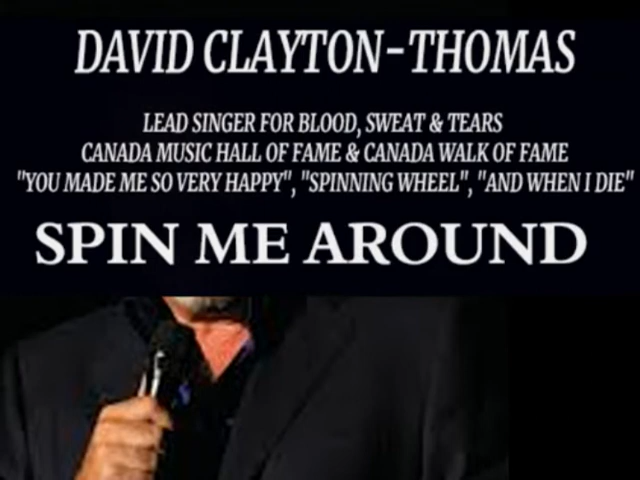 DAVID CLAYTON-THOMAS
LEAD SINGER FOR BLOOD, SWEAT & TEARS
CANADA MUSIC HALL OF FAME & CANADA WALK OF FAME
"YOU MADE ME SO VERY HAPPY", "SPINNING WHEEL", "AND WHEN I DIE"
SPIN ME AROUND